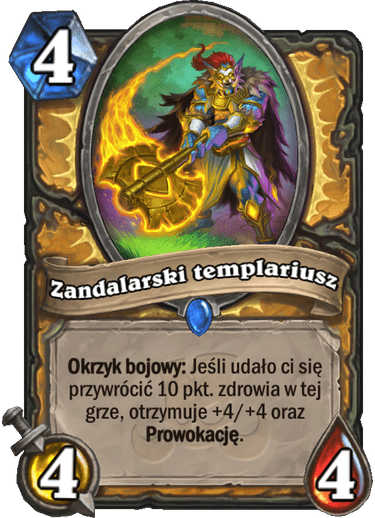 4
Zandalarski templariusz
Okrzyk bojowy: Jeśli udało ci się
przywrócić 10 pkt. zdrowia w tej
grze, otrzymuje +4/+4 oraz
Prowokację.
4
4